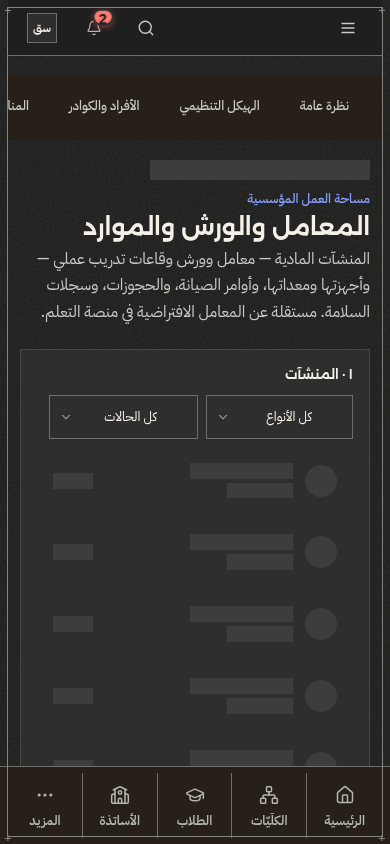 2
سق
نظرة عامة
الهيكل التنظيمي
الأفراد والكوادر
المنا
مساحة العمل المؤسسية
المعامل والورش والموارد
المنشآت المادية — معامل وورش وقاعات تدريب عملي —
وأجهزتها ومعداتها، وأوامر الصيانة، والحجوزات، وسجلات
السلامة. مستقلة عن المعامل الافتراضية في منصة التعلم.
٠١ المنشآت
كل الأنواع
كل الحالات
الرئيسية
الكليّات
الطلاب
الأساتذة
المزيد